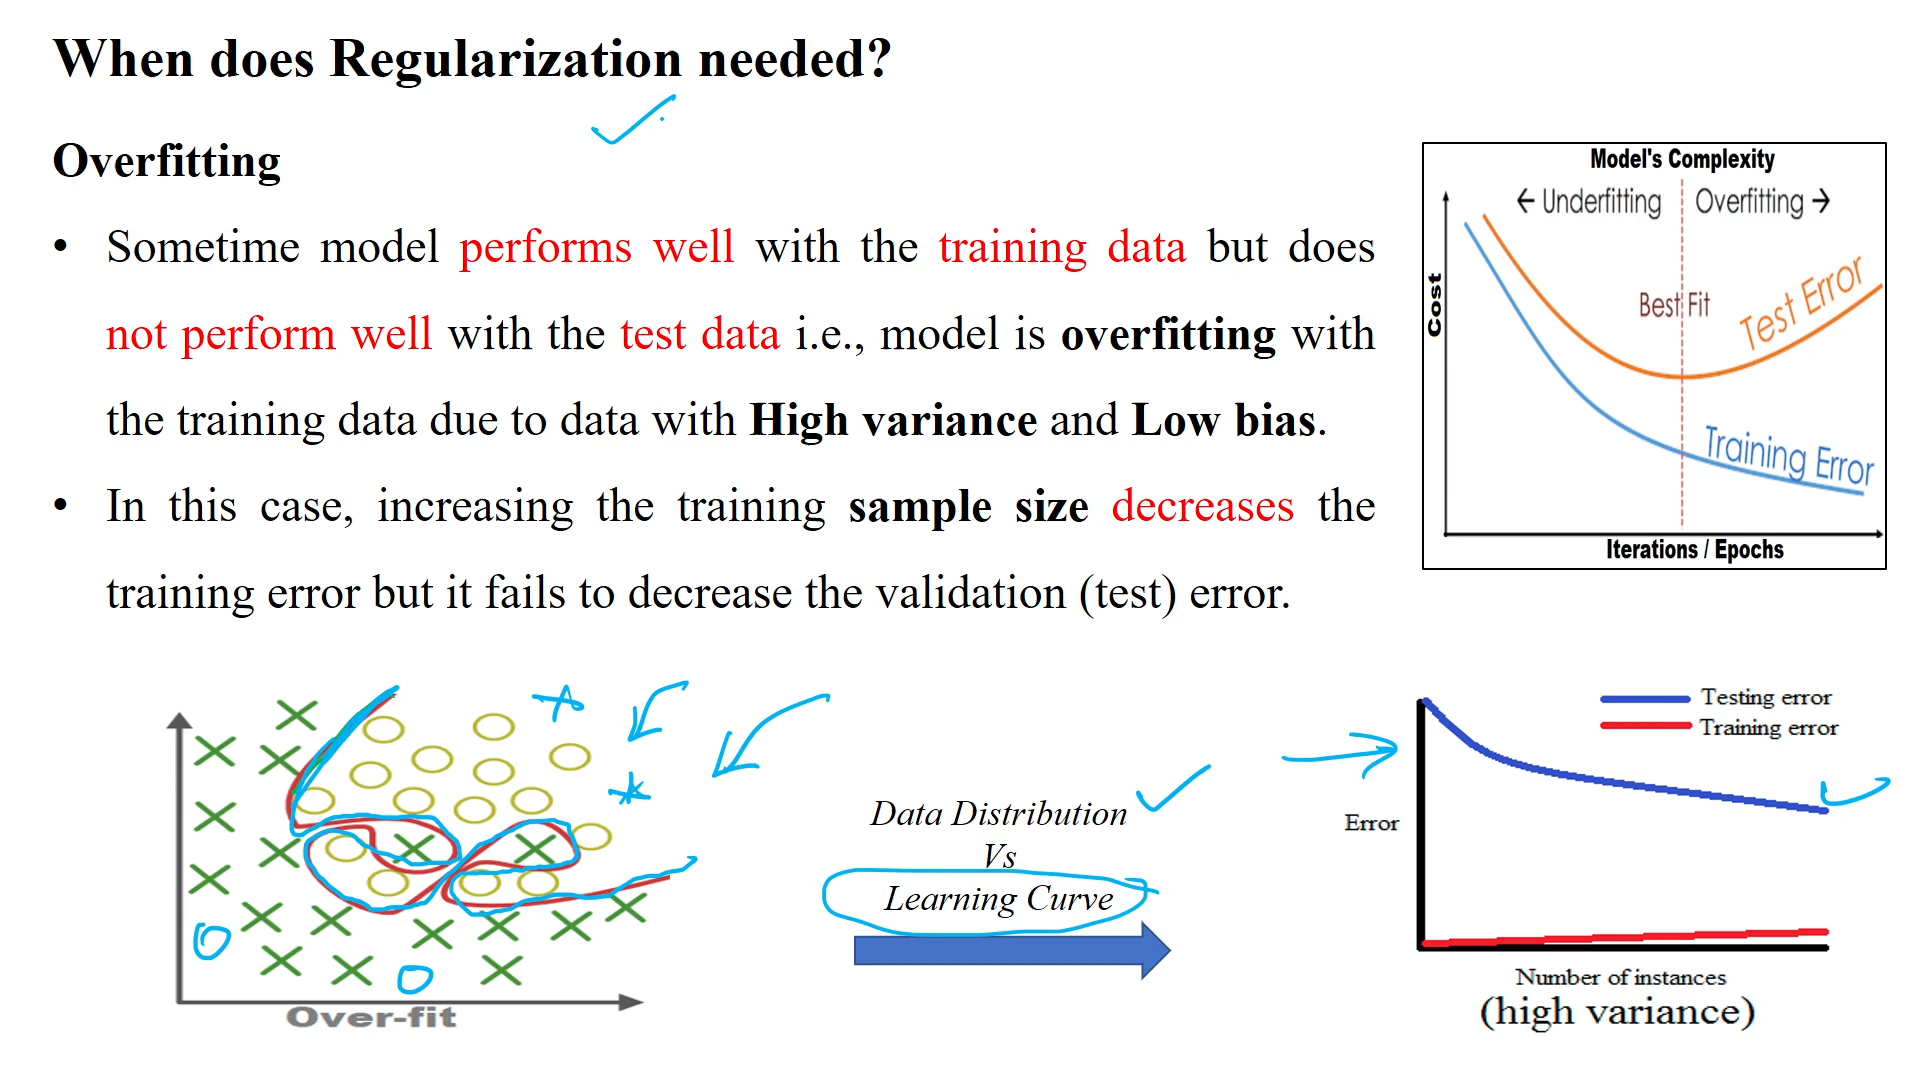 When does Regularization needed?
Overfitting
• Sometime model performs well with the training data but does
not perform well with the test data i.e., model is overfitting with
the training data due to data with High variance and Low bias.
• In this case, increasing the training sample size decreases the
training error but it fails to decrease the validation (test) error.
Model's Complexity
← Underfitting Overfitting →
Cost
Best Fit
Test Error
Training Error
Iterations / Epochs
Over-fit
Data Distribution
Vs
Learning Curve
Testing error
Training error
Error
Number of instances
(high variance)